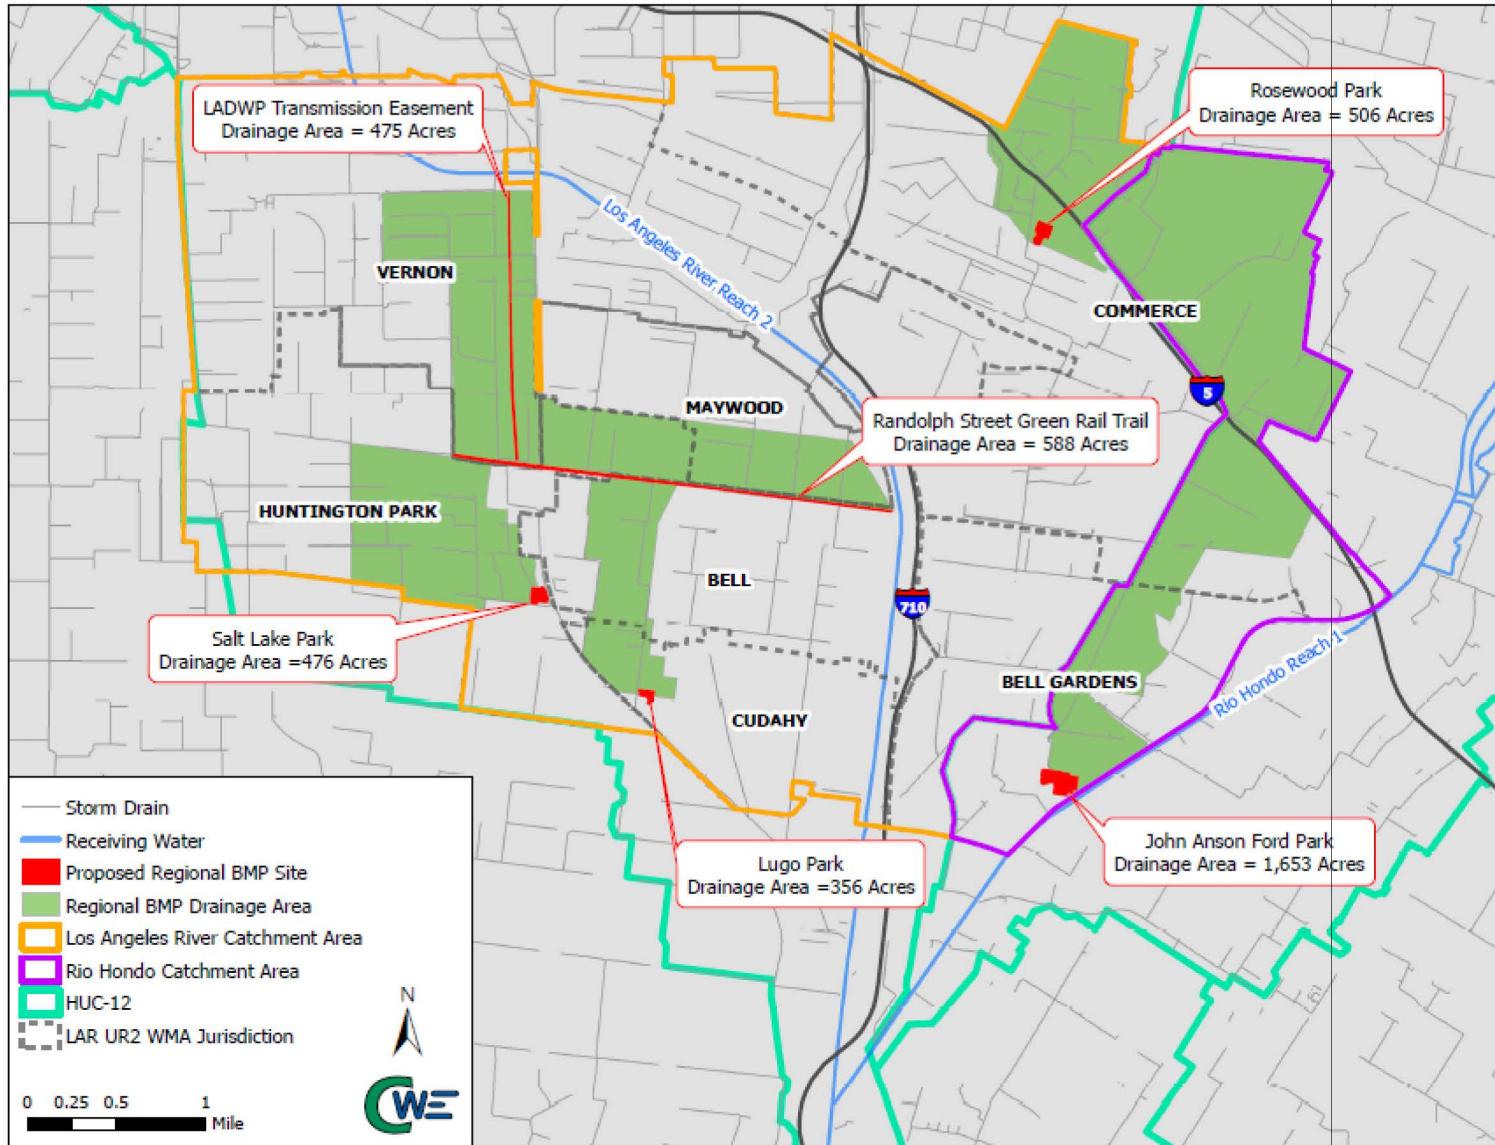 LADWP Transmission Easement
Drainage Area = 475 Acres
Rosewood Park
Drainage Area = 506 Acres
Los Angeles River Reach 2
VERNON
COMMERCE
5
MAYWOOD
Randolph Street Green Rail Trail
Drainage Area = 588 Acres
HUNTINGTON PARK
BELL
710
Salt Lake Park
Drainage Area =476 Acres
BELL GARDENS
Rio Hondo Reach 1
CUDAHY
Lugo Park
Drainage Area =356 Acres
John Anson Ford Park
Drainage Area = 1,653 Acres
Storm Drain
Receiving Water
Proposed Regional BMP Site
Regional BMP Drainage Area
Los Angeles River Catchment Area
Rio Hondo Catchment Area
HUC-12
LAR UR2 WMA Jurisdiction
N
CWE
0 0.25 0.5 1
Mile